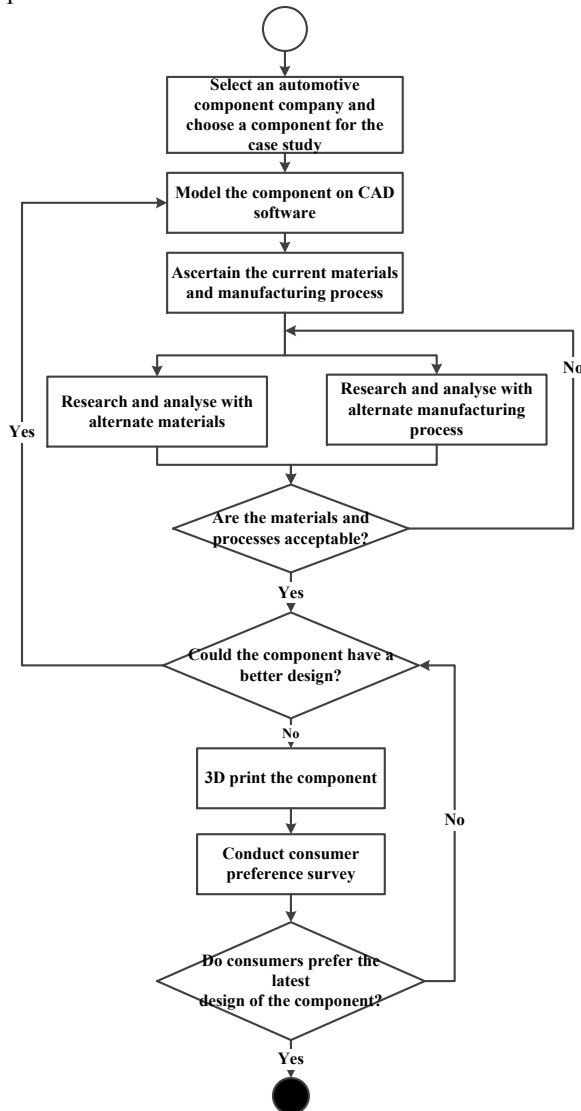 Select an automotive
component company and
choose a component for the
case study
Model the component on CAD
software
Ascertain the current materials
and manufacturing process
No
Research and analyse with
alternate materials
Research and analyse with
alternate manufacturing
process
Yes
Are the materials and
processes acceptable?
Yes
Could the component have a
better design?
No
3D print the component
No
Conduct consumer
preference survey
Do consumers prefer the
latest
design of the component?
Yes